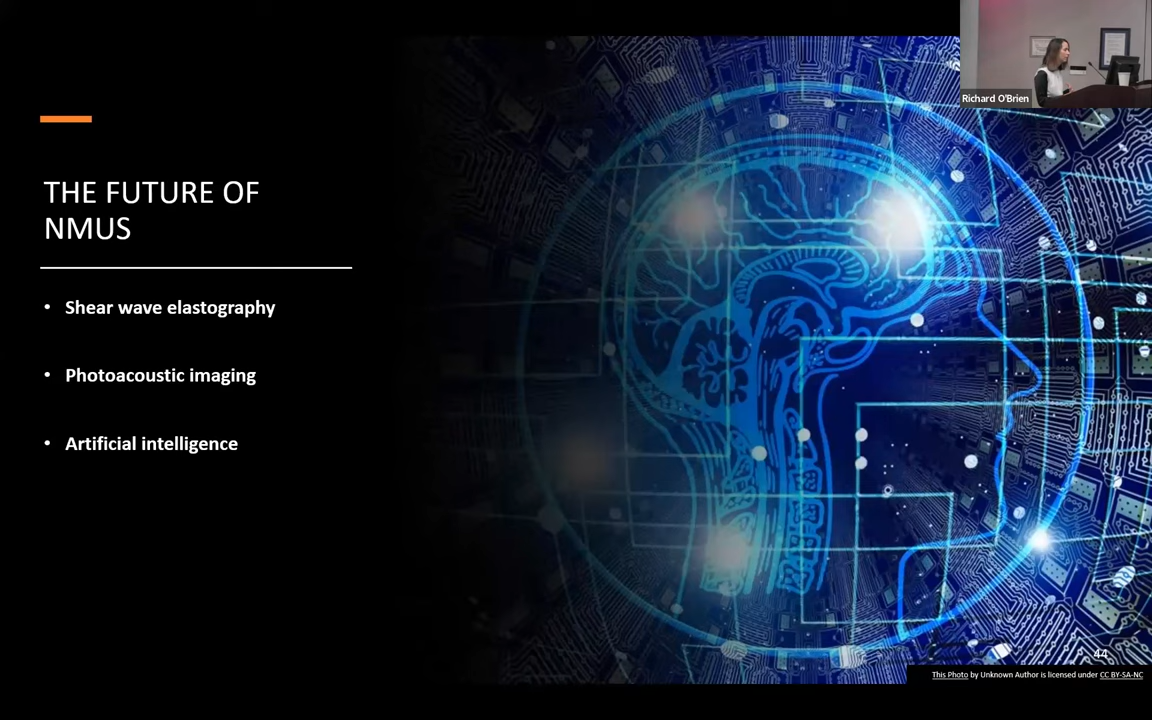 Richard O'Brien
THE FUTURE OF
NMUS
• Shear wave elastography
• Photoacoustic imaging
• Artificial intelligence
44
This Photo by Unknown Author is licensed under CC BY-SA-NC